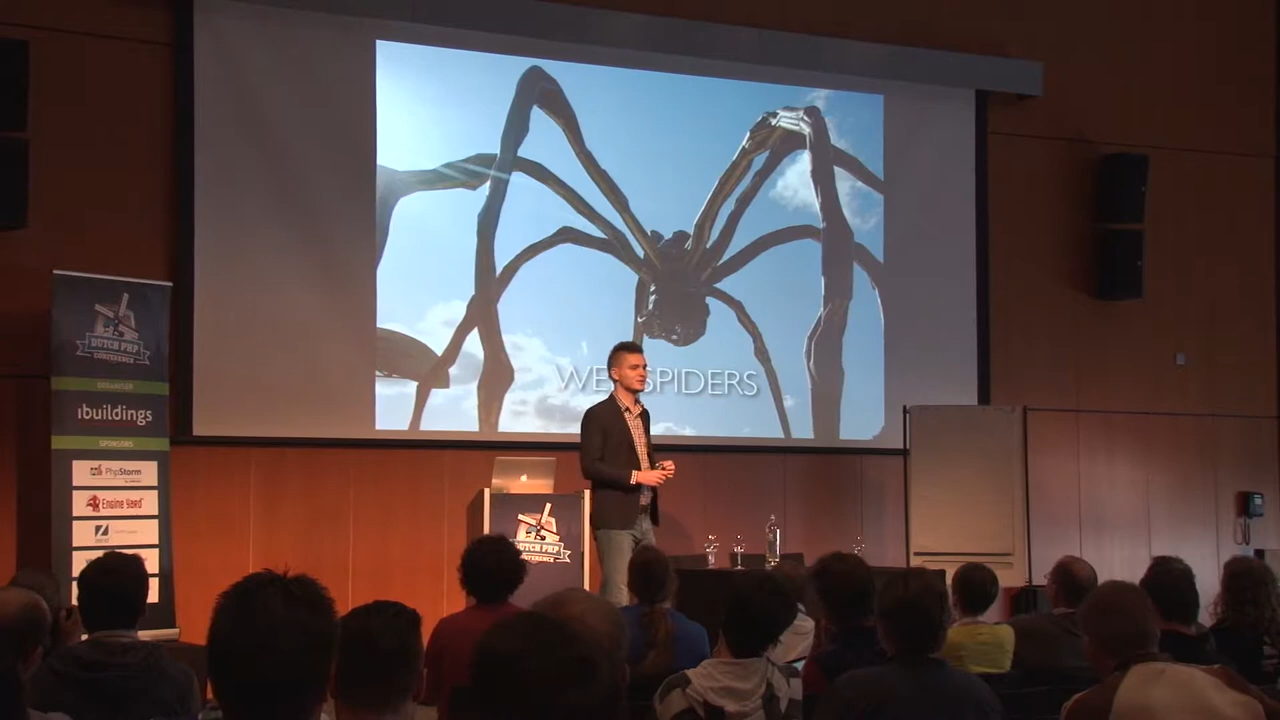 WEB SPIDERS
DUTCH PHP
CONFERENCE
ORGANISER
ibuildings
SPONSORS
PhpStorm
Engine Yard
DUTCH PHP
CONFERENCE